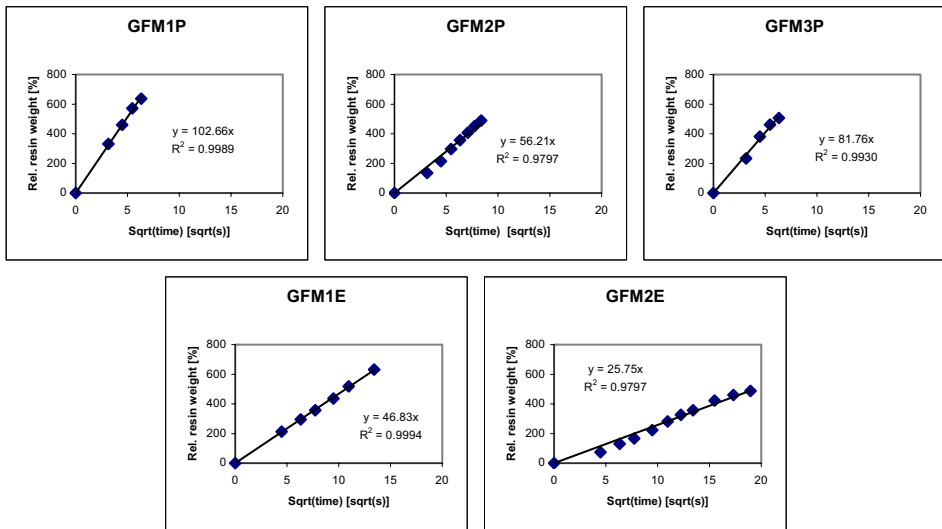 GFM1P
Rel. resin weight [%]
800
600
400
200
0
y = 102.66x
R² = 0.9989
0 5 10 15 20
Sqrt(time) [sqrt(s)]
GFM2P
Rel. resin weight [%]
800
600
400
200
0
y = 56.21x
R² = 0.9797
0 5 10 15 20
Sqrt(time) [sqrt(s)]
GFM3P
Rel. resin weight [%]
800
600
400
200
0
y = 81.76x
R² = 0.9930
0 5 10 15 20
Sqrt(time) [sqrt(s)]
GFM1E
Rel. resin weight [%]
800
600
400
200
0
y = 46.83x
R² = 0.9994
0 5 10 15 20
Sqrt(time) [sqrt(s)]
GFM2E
Rel. resin weight [%]
800
600
400
200
0
y = 25.75x
R² = 0.9797
0 5 10 15 20
Sqrt(time) [sqrt(s)]